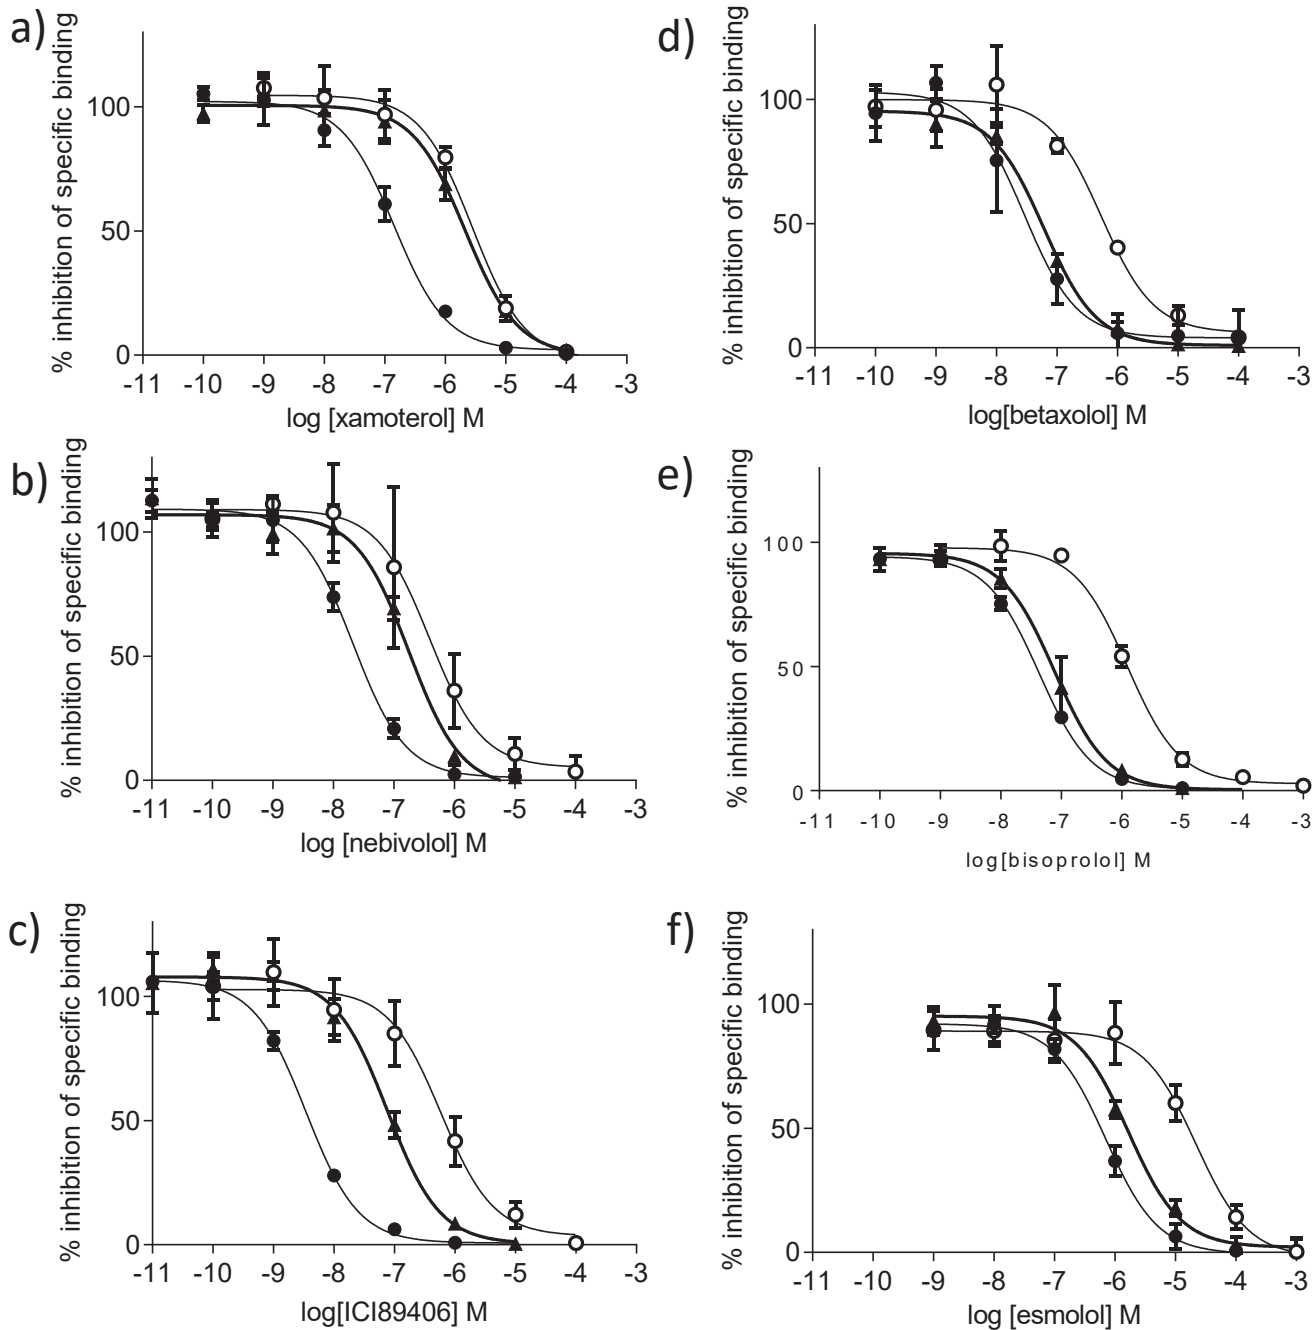 a)
% inhibition of specific binding
100
50
0
-11 -10 -9 -8 -7 -6 -5 -4 -3
log [xamoterol] M
b)
% inhibition of specific binding
100
50
0
-11 -10 -9 -8 -7 -6 -5 -4 -3
log [nebivolol] M
c)
% inhibition of specific binding
100
50
0
-11 -10 -9 -8 -7 -6 -5 -4 -3
log[ICI89406] M
d)
% inhibition of specific binding
100
50
0
-11 -10 -9 -8 -7 -6 -5 -4 -3
log[betaxolol] M
e)
% inhibition of specific binding
100
50
0
-11 -10 -9 -8 -7 -6 -5 -4 -3
log[bisoprolol] M
f)
% inhibition of specific binding
100
50
0
-11 -10 -9 -8 -7 -6 -5 -4 -3
log [esmolol] M